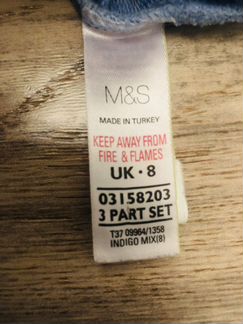 M&S
MADE IN TURKEY
KEEP AWAY FROM
FIRE & FLAMES
UK · 8
03158203
3 PART SET
T37 09964/1358
INDIGO MIX(8)